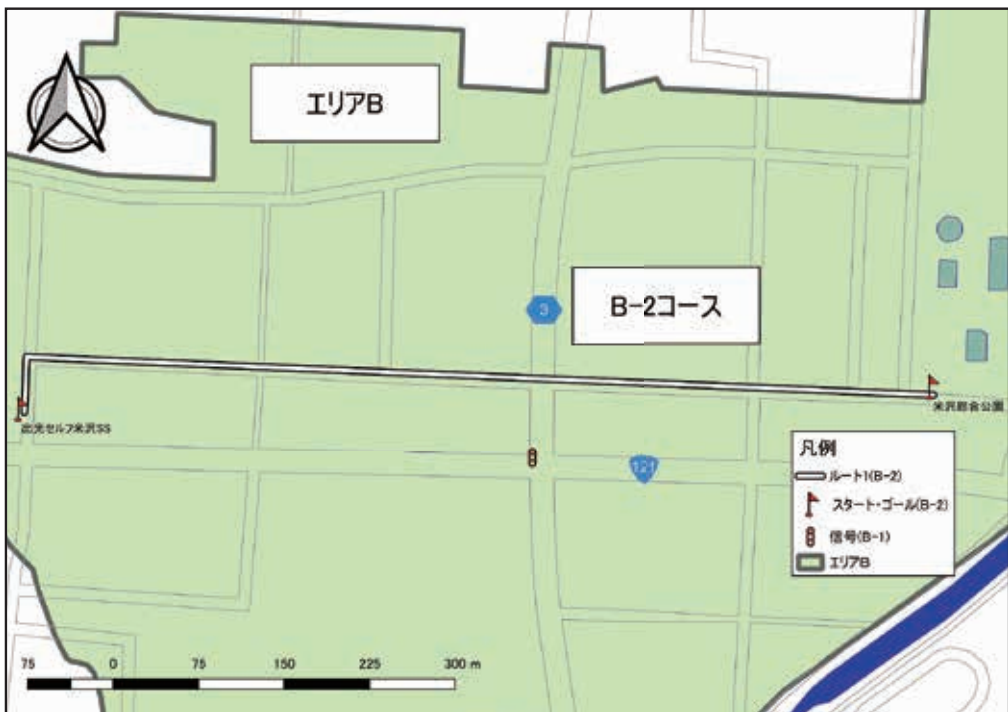 エリアB
3
B-2コース
出光セルフ米沢SS
米沢総合公園
121
凡例
ルート1(B-2)
スタート・ゴール(B-2)
信号(B-1)
エリアB
75 0 75 150 225 300 m